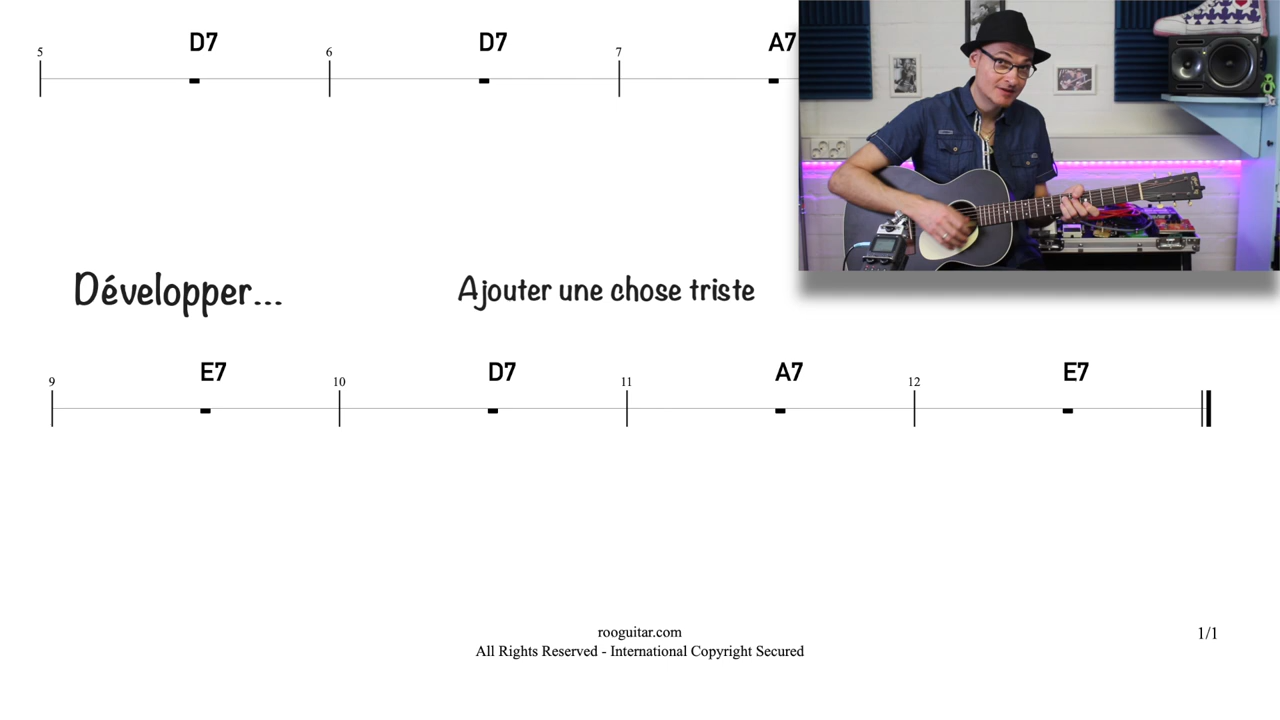 D7 D7 A7
5 6 7
Développer... Ajouter une chose triste
E7 D7 A7 E7
9 10 11 12
rooguitar.com
1/1
All Rights Reserved - International Copyright Secured